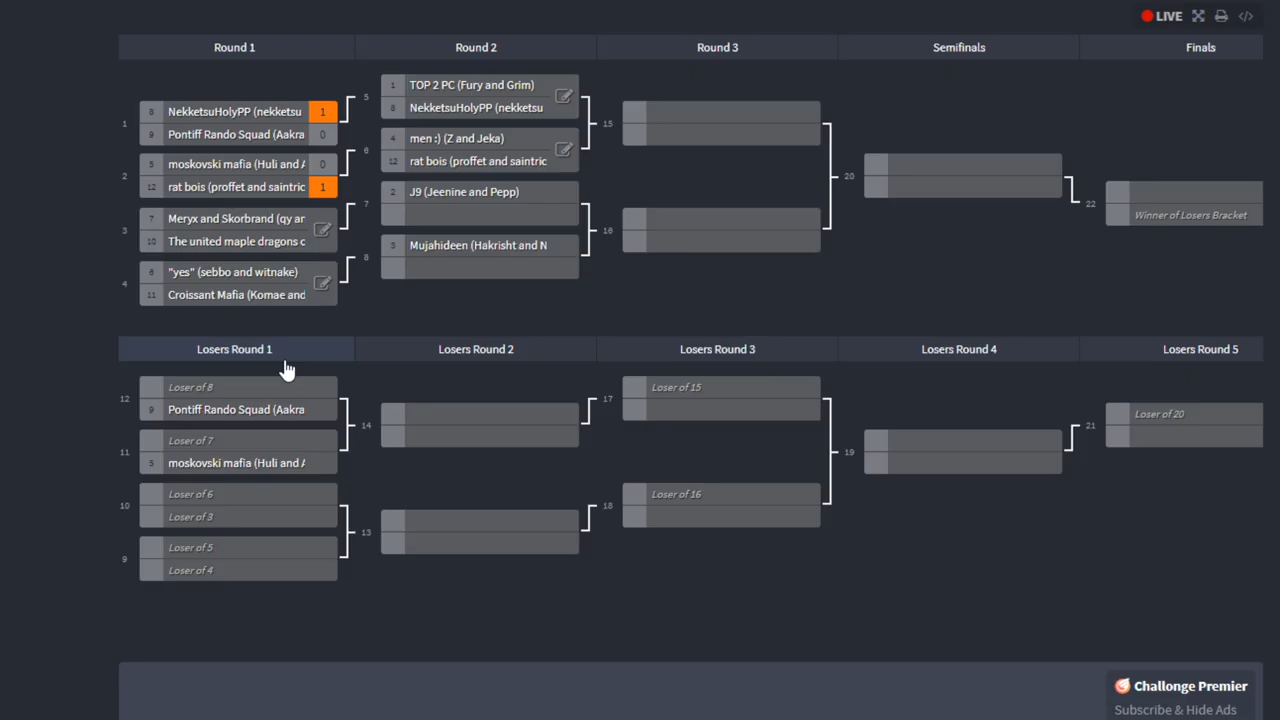 LIVE </>
Round 1 Round 2 Round 3 Semifinals Finals
1 8 NekketsuHolyPP (nekketsu 1
9 Pontiff Rando Squad (Aakra 0
2 5 moskovski mafia (Huli and A 0
12 rat bois (proffet and saintric 1
3 7 Meryx and Skorbrand (qy ar
10 The united maple dragons c
4 6 "yes" (sebbo and witnake)
11 Croissant Mafia (Komae and
5 1 TOP 2 PC (Fury and Grim)
8 NekketsuHolyPP (nekketsu
6 4 men :) (Z and Jeka)
12 rat bois (proffet and saintric
7 2 J9 (Jeenine and Pepp)
8 3 Mujahideen (Hakrisht and N
15
16
20
22 Winner of Losers Bracket
Losers Round 1 Losers Round 2 Losers Round 3 Losers Round 4 Losers Round 5
12 Loser of 8
9 Pontiff Rando Squad (Aakra
11 Loser of 7
5 moskovski mafia (Huli and A
10 Loser of 6
Loser of 3
9 Loser of 5
Loser of 4
14
13
17 Loser of 15
18 Loser of 16
19
21 Loser of 20
Challonge Premier
Subscribe & Hide Ads